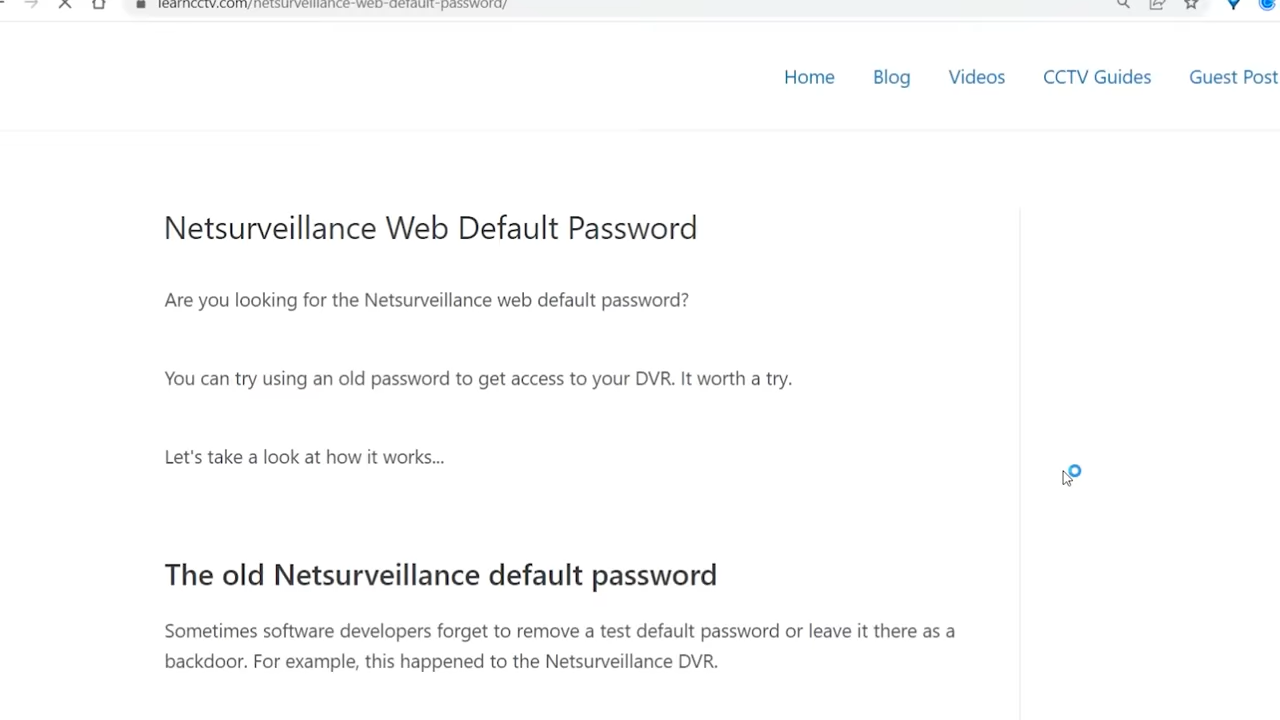 learncctv.com/netsurveillance-web-default-password/
Home Blog Videos CCTV Guides Guest Post
Netsurveillance Web Default Password
Are you looking for the Netsurveillance web default password?
You can try using an old password to get access to your DVR. It worth a try.
Let's take a look at how it works...
The old Netsurveillance default password
Sometimes software developers forget to remove a test default password or leave it there as a
backdoor. For example, this happened to the Netsurveillance DVR.